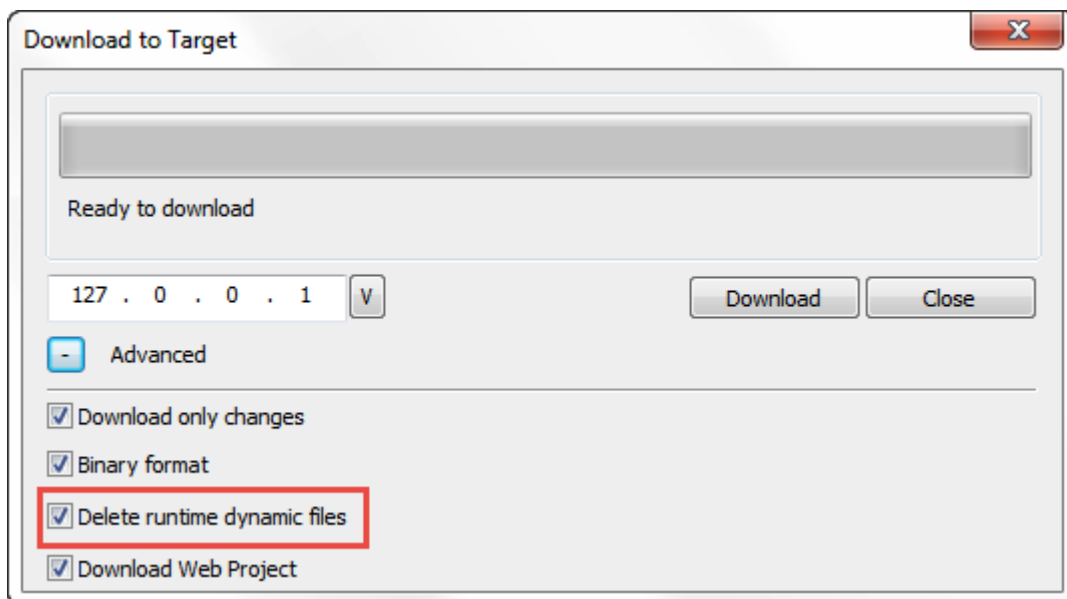 Download to Target
Ready to download
127 . 0 . 0 . 1 V Download Close
- Advanced
Download only changes
Binary format
Delete runtime dynamic files
Download Web Project